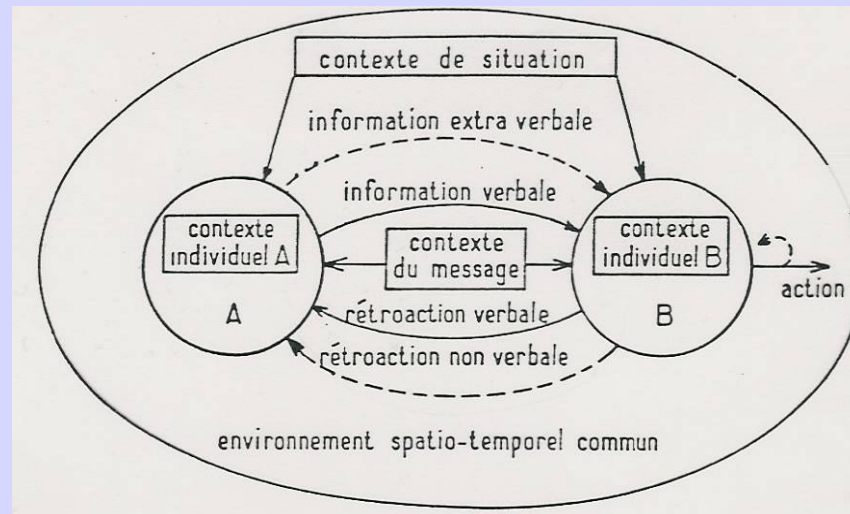 contexte de situation
information extra verbale
information verbale
contexte
individuel A
contexte
du message
contexte
individuel B
action
A
rétroaction verbale
B
rétroaction non verbale
environnement spatio-temporel commun